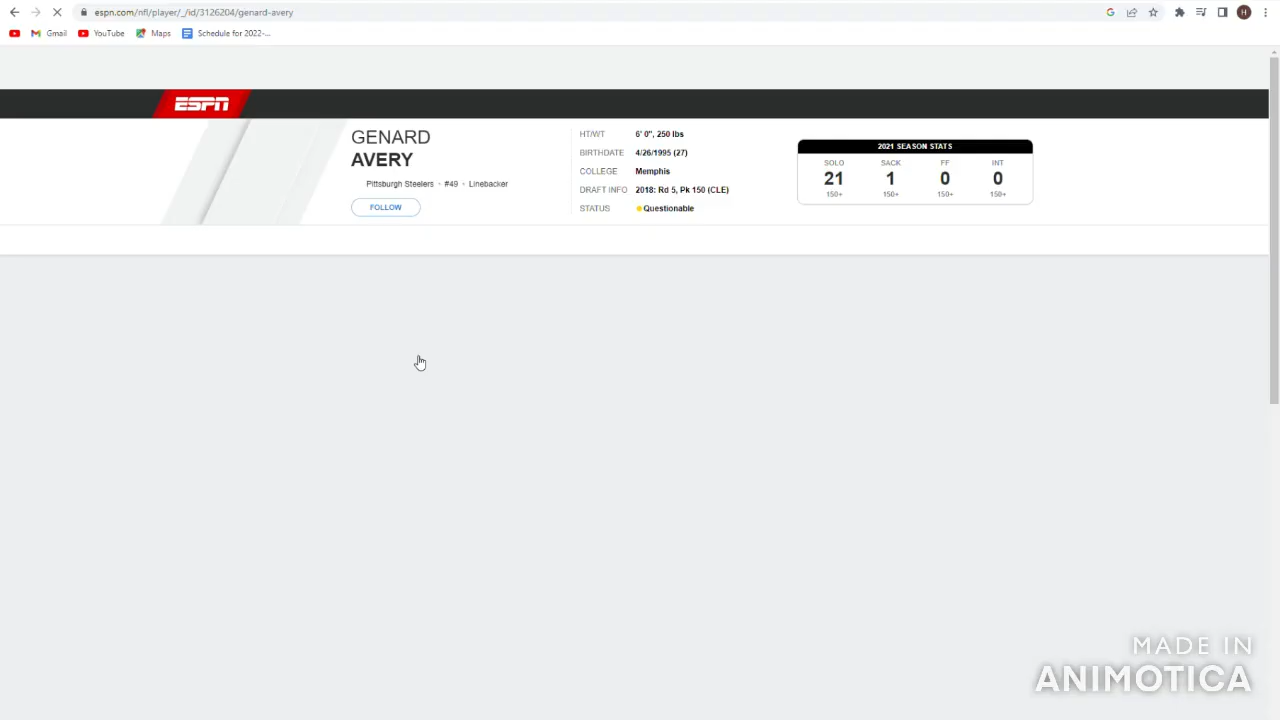 espn.com/nfl/player/_/id/3126204/genard-avery
H
Gmail
YouTube
Maps
Schedule for 2022-...
ESPN
GENARD
AVERY
Pittsburgh Steelers • #49 • Linebacker
FOLLOW
HT/WT 6' 0", 250 lbs
BIRTHDATE 4/26/1995 (27)
COLLEGE Memphis
DRAFT INFO 2018: Rd 5, Pk 150 (CLE)
STATUS Questionable
2021 SEASON STATS
SOLO SACK FF INT
21 1 0 0
150+ 150+ 150+ 150+
MADE IN
ANIMOTICA